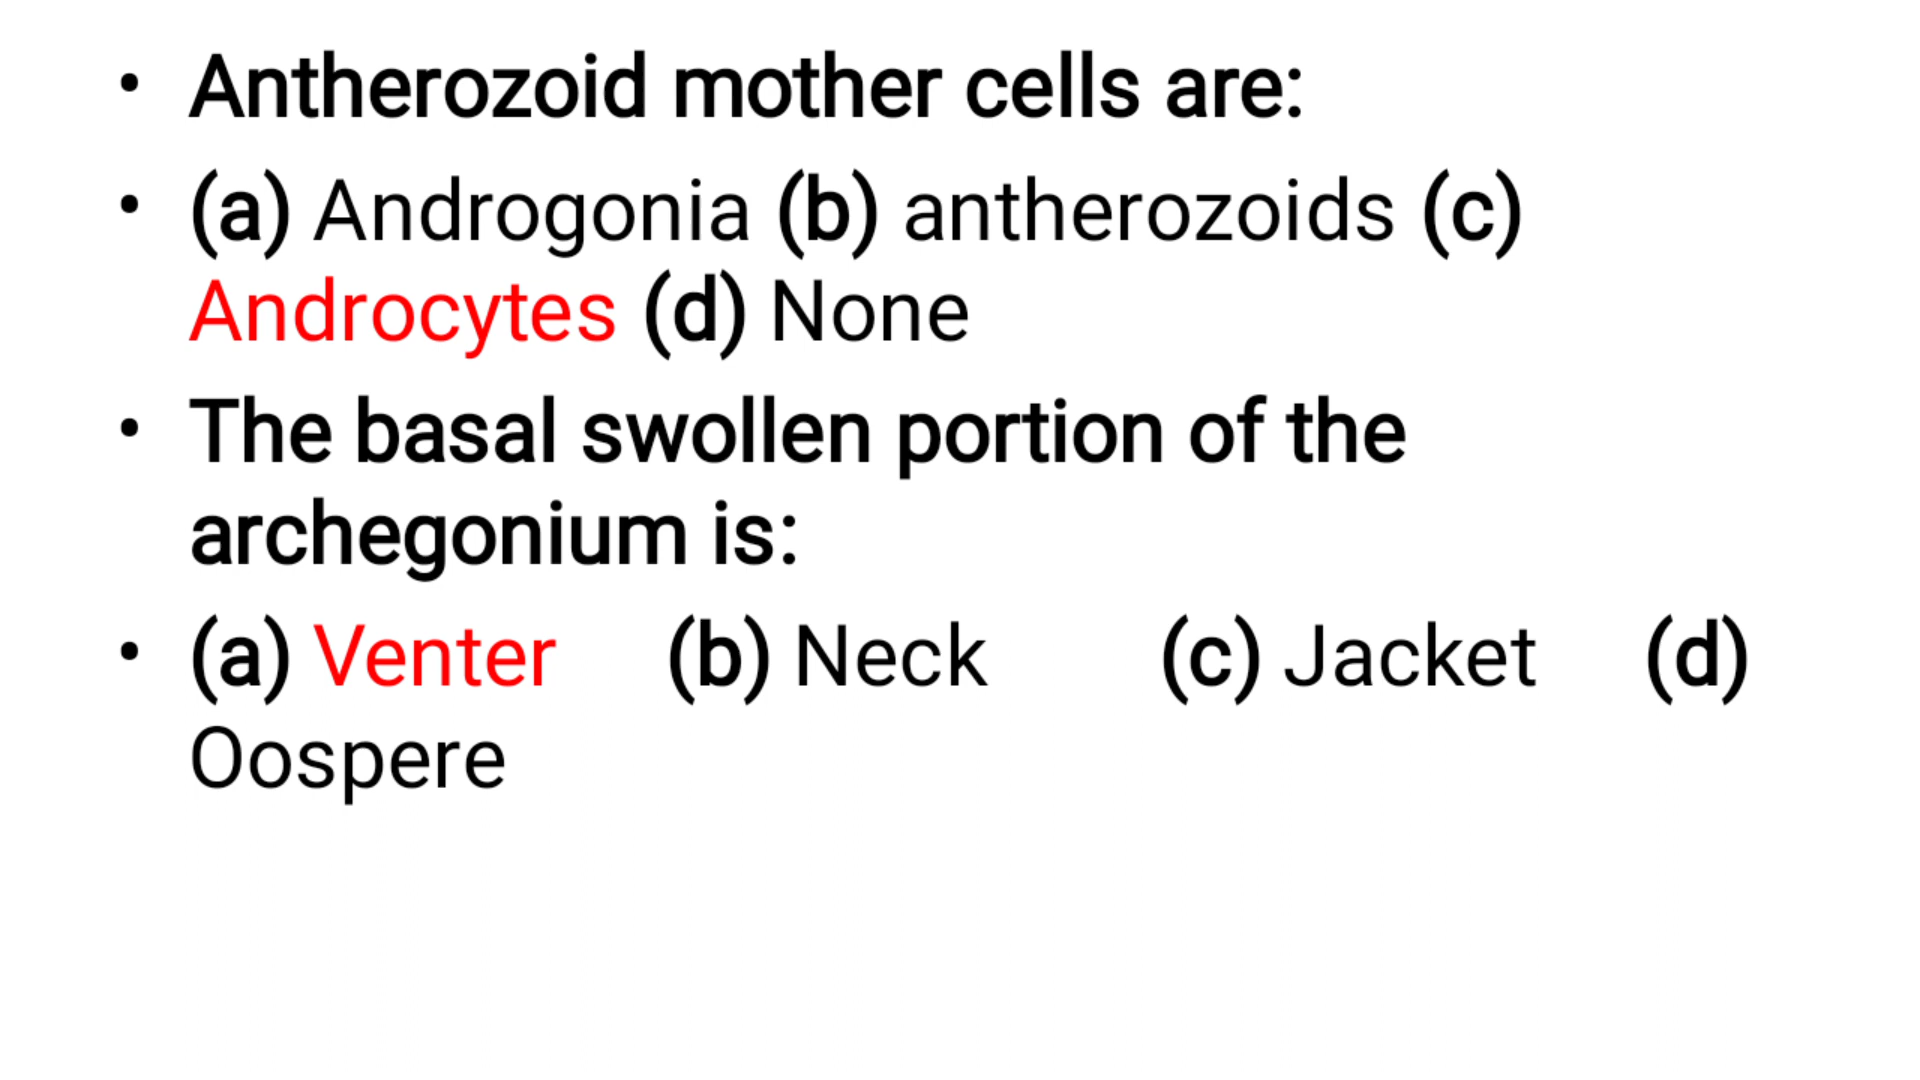 • Antherozoid mother cells are:
• (a) Androgonia (b) antherozoids (c)
Androcytes (d) None
• The basal swollen portion of the
archegonium is:
• (a) Venter (b) Neck (c) Jacket (d)
Oospere